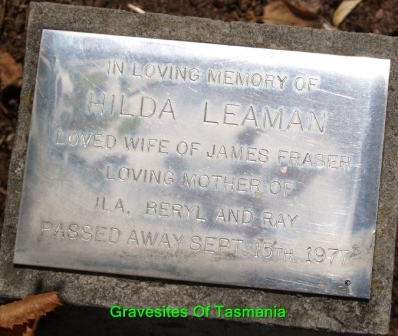 IN LOVING MEMORY OF
HILDA LEAMAN
LOVED WIFE OF JAMES FRASER
LOVING MOTHER OF
ILA, BERYL AND RAY
PASSED AWAY SEPT. 15TH, 1977
Gravesites Of Tasmania